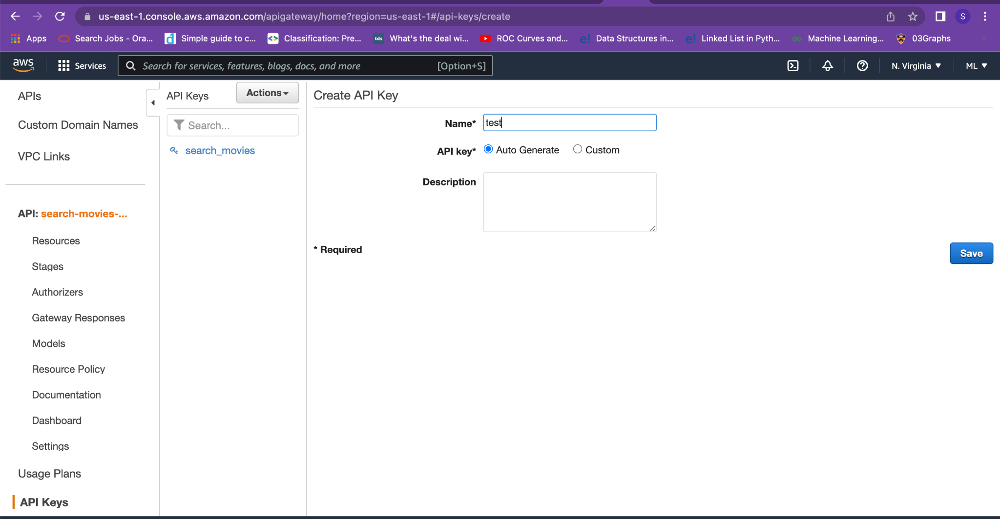 us-east-1.console.aws.amazon.com/apigateway/home?region=us-east-1#/api-keys/create
S
Apps
Search Jobs - Ora...
Simple guide to c...
Classification: Pre...
tds
What's the deal wi...
ROC Curves and...
e!
Data Structures in...
e!
Linked List in Pyth...
Machine Learning...
03Graphs
aws
Services
Search for services, features, blogs, docs, and more
[Option+S]
N. Virginia
ML
APIs
Custom Domain Names
VPC Links
API: search-movies-...
Resources
Stages
Authorizers
Gateway Responses
Models
Resource Policy
Documentation
Dashboard
Settings
Usage Plans
API Keys
API Keys
Actions
Search...
search_movies
Create API Key
Name*
test
API key*
Auto Generate
Custom
Description
* Required
Save